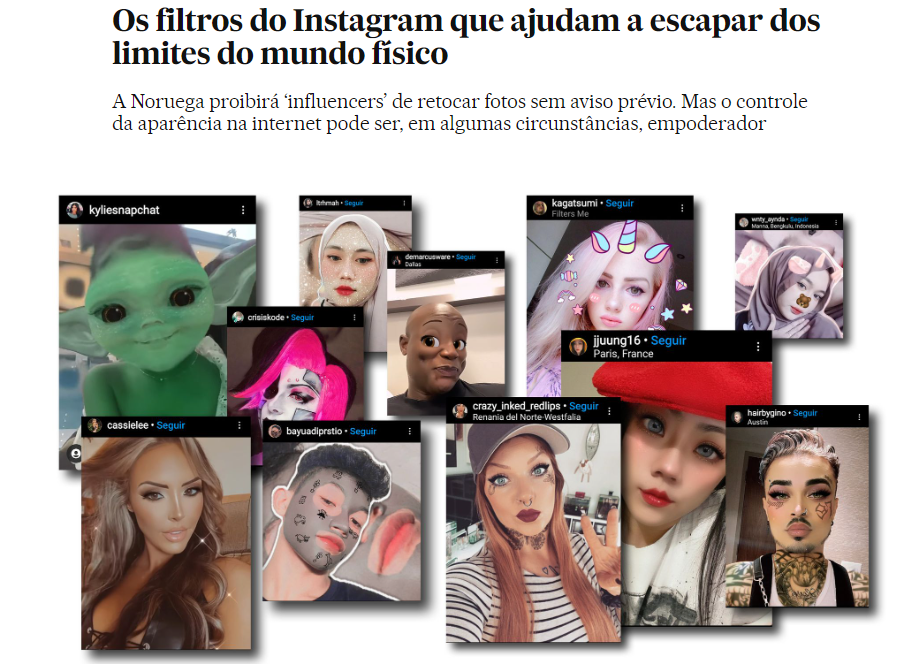 Os filtros do Instagram que ajudam a escapar dos
limites do mundo físico
A Noruega proibirá ‘influencers’ de retocar fotos sem aviso prévio. Mas o controle
da aparência na internet pode ser, em algumas circunstâncias, empoderador
kyliesnapchat
ltrhmah • Seguir
demarcusware • Seguir
Dallas
kagatsumi • Seguir
Filters Me
wnty_aynda • Seguir
Manna, Bengkulu, Indonesia
crisiskode • Seguir
jjuung16 • Seguir
Paris, France
cassielee • Seguir
bayuadiprstio • Seguir
crazy_inked_redlips • Seguir
Renania del Norte-Westfalia
hairbygino • Seguir
Austin